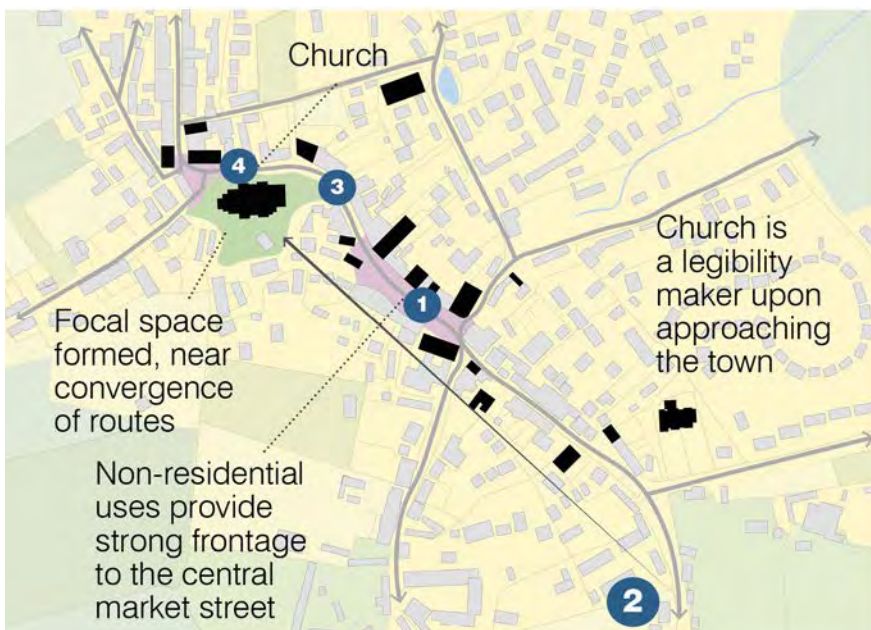 Church
4
3
1
Church is
a legibility
maker upon
approaching
the town
Focal space
formed, near
convergence
of routes
Non-residential
uses provide
strong frontage
to the central
market street
2